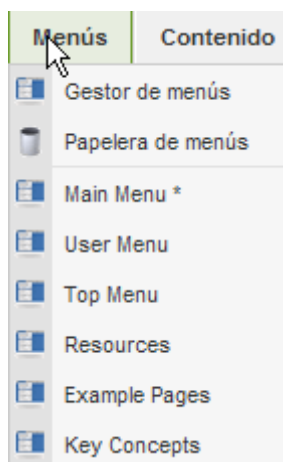 Menús Contenido
Gestor de menús
Papelera de menús
Main Menu *
User Menu
Top Menu
Resources
Example Pages
Key Concepts